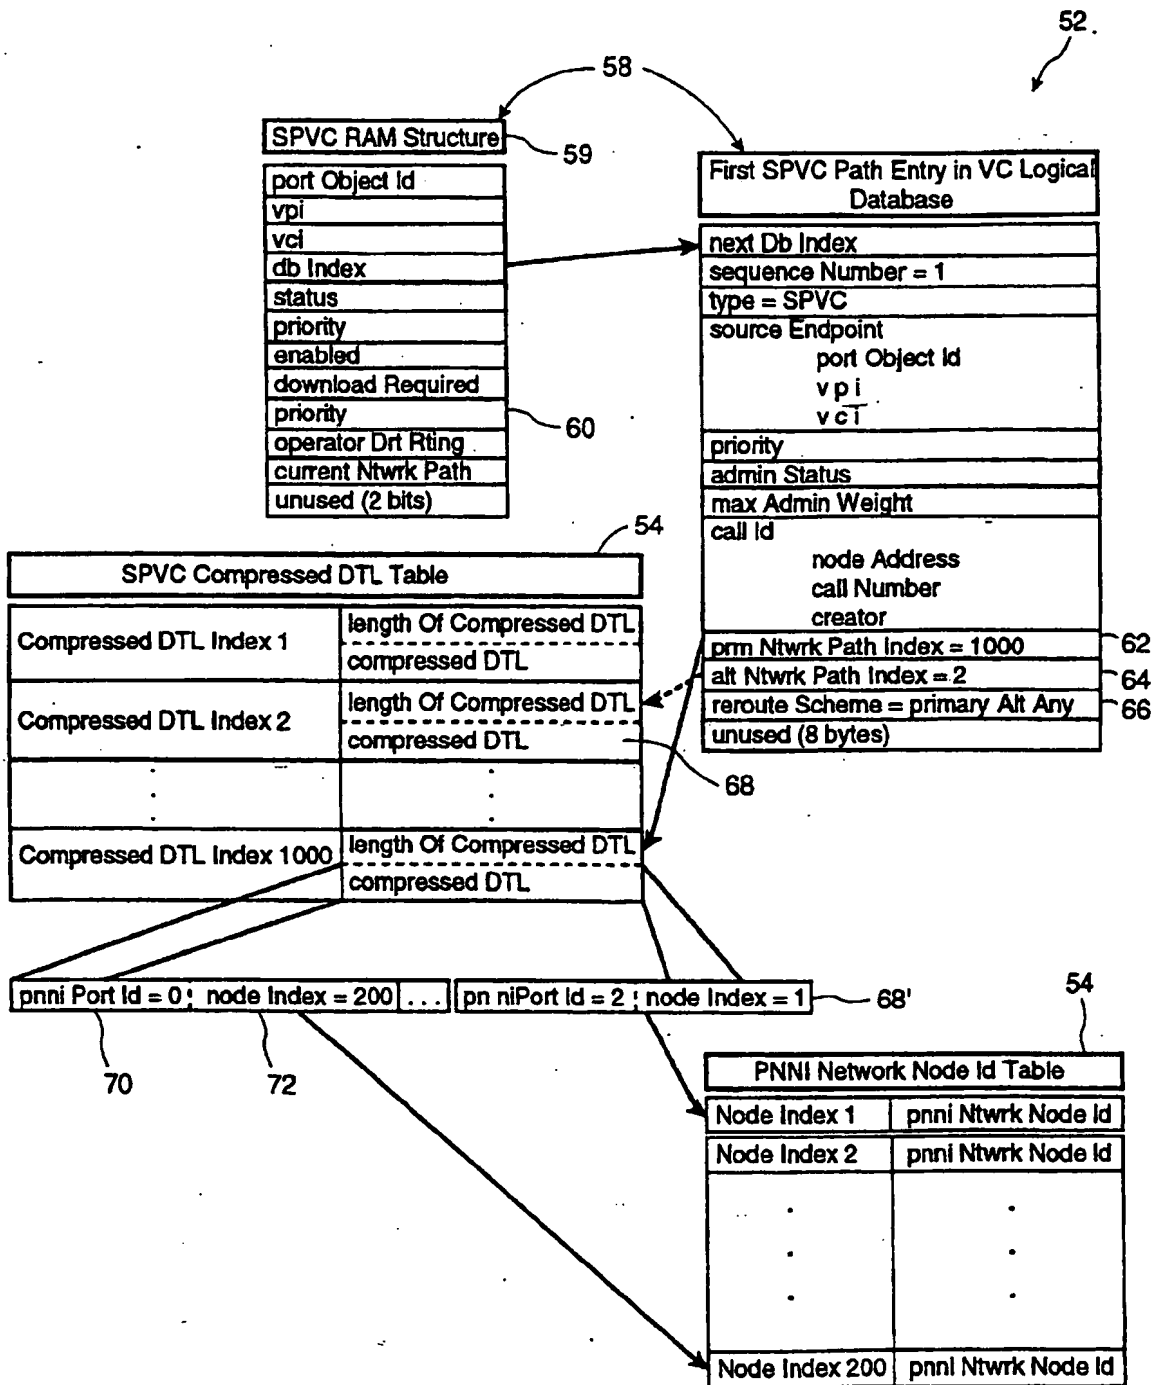 52
58
SPVC RAM Structure
59
port Object Id
vpi
vci
db Index
status
priority
enabled
download Required
priority
60
operator Drt Rting
current Ntwrk Path
unused (2 bits)
First SPVC Path Entry in VC Logical
Database
next Db Index
sequence Number = 1
type = SPVC
source Endpoint
port Object Id
v p i
v c i
priority
admin Status
max Admin Weight
call Id
node Address
call Number
creator
prm Ntwrk Path Index = 1000
62
alt Ntwrk Path Index = 2
64
reroute Scheme = primary Alt Any
66
unused (8 bytes)
54
SPVC Compressed DTL Table
Compressed DTL Index 1
length Of Compressed DTL
compressed DTL
Compressed DTL Index 2
length Of Compressed DTL
compressed DTL
68
Compressed DTL Index 1000
length Of Compressed DTL
compressed DTL
pnni Port Id = 0 node Index = 200 ... pn niPort Id = 2 node Index = 1
68'
70
72
54
PNNI Network Node Id Table
Node Index 1 pnni Ntwrk Node Id
Node Index 2 pnni Ntwrk Node Id
Node Index 200 pnni Ntwrk Node Id